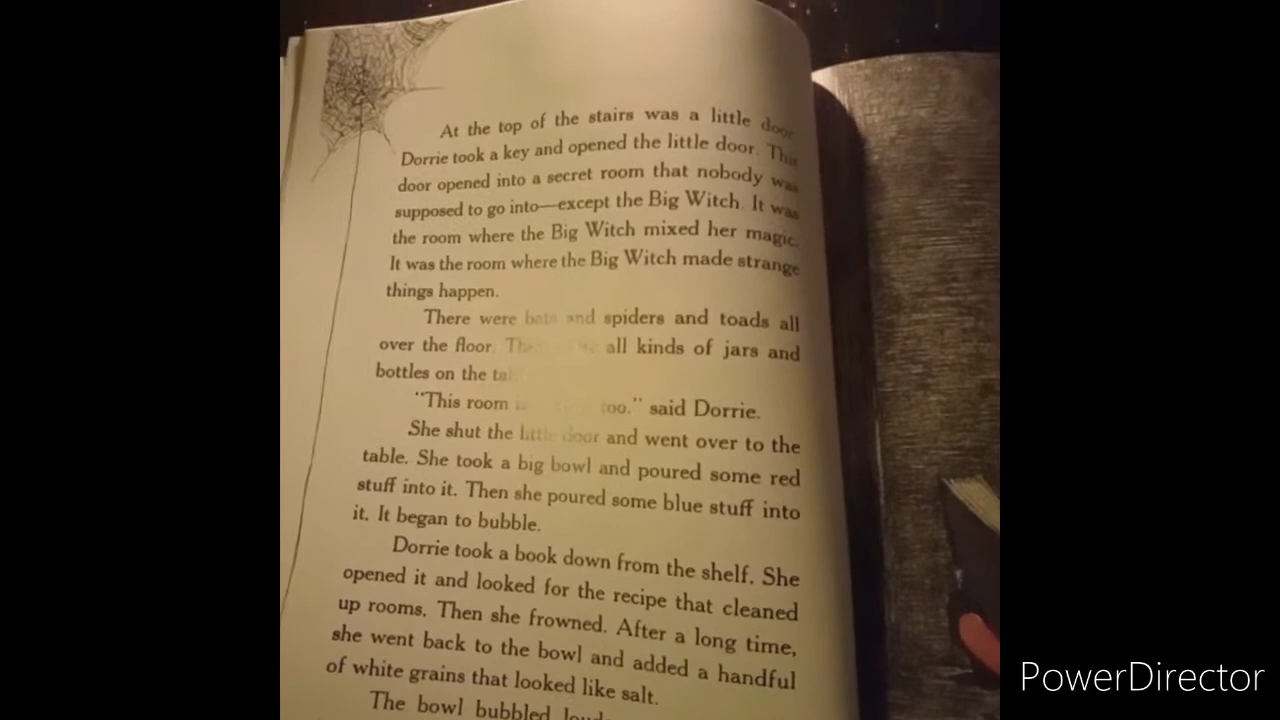 At the top of the stairs was a little door
Dorrie took a key and opened the little door. This
door opened into a secret room that nobody was
supposed to go into—except the Big Witch. It was
the room where the Big Witch mixed her magic.
It was the room where the Big Witch made strange
things happen.
There were bats and spiders and toads all
over the floor. all kinds of jars and
bottles on the
"This room too." said Dorrie.
She shut the little door and went over to the
table. She took a big bowl and poured some red
stuff into it. Then she poured some blue stuff into
it. It began to bubble.
Dorrie took a book down from the shelf. She
opened it and looked for the recipe that cleaned
up rooms. Then she frowned. After a long time,
she went back to the bowl and added a handful
of white grains that looked like salt.
The bowl bubbled
PowerDirector